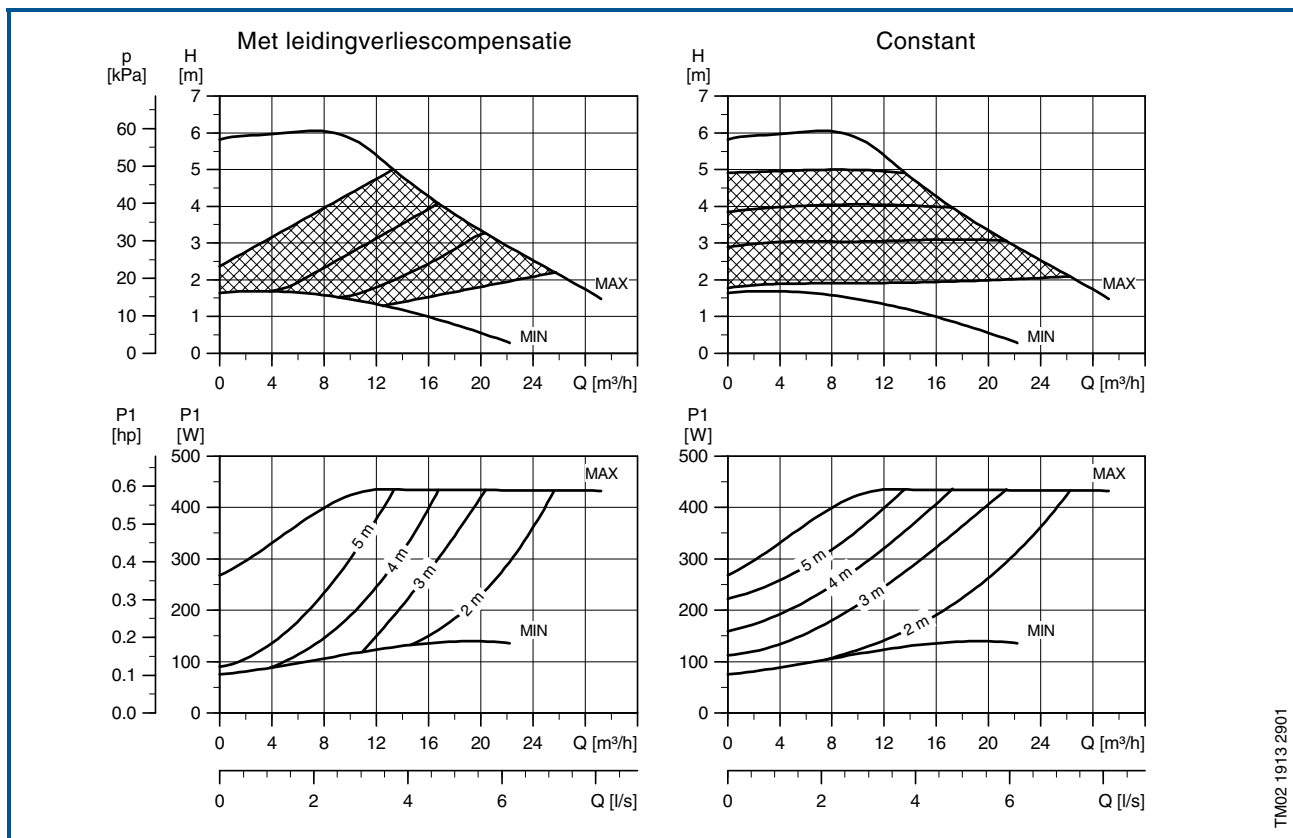 Met leidingverliescompensatie
Constant
p
[kPa]
H
[m]
H
[m]
7
6
5
4
3
2
1
0
60
50
40
30
20
10
0
MAX
MIN
0 4 8 12 16 20 24 Q [m³/h]
7
6
5
4
3
2
1
0
MAX
MIN
0 4 8 12 16 20 24 Q [m³/h]
P1
[hp]
P1
[W]
P1
[W]
0.6
0.5
0.4
0.3
0.2
0.1
0.0
500
400
300
200
100
0
MAX
5 m
4 m
3 m
2 m
MIN
0 4 8 12 16 20 24 Q [m³/h]
0 2 4 6 Q [l/s]
500
400
300
200
100
0
MAX
5 m
4 m
3 m
2 m
MIN
0 4 8 12 16 20 24 Q [m³/h]
0 2 4 6 Q [l/s]
TM02 1913 2901